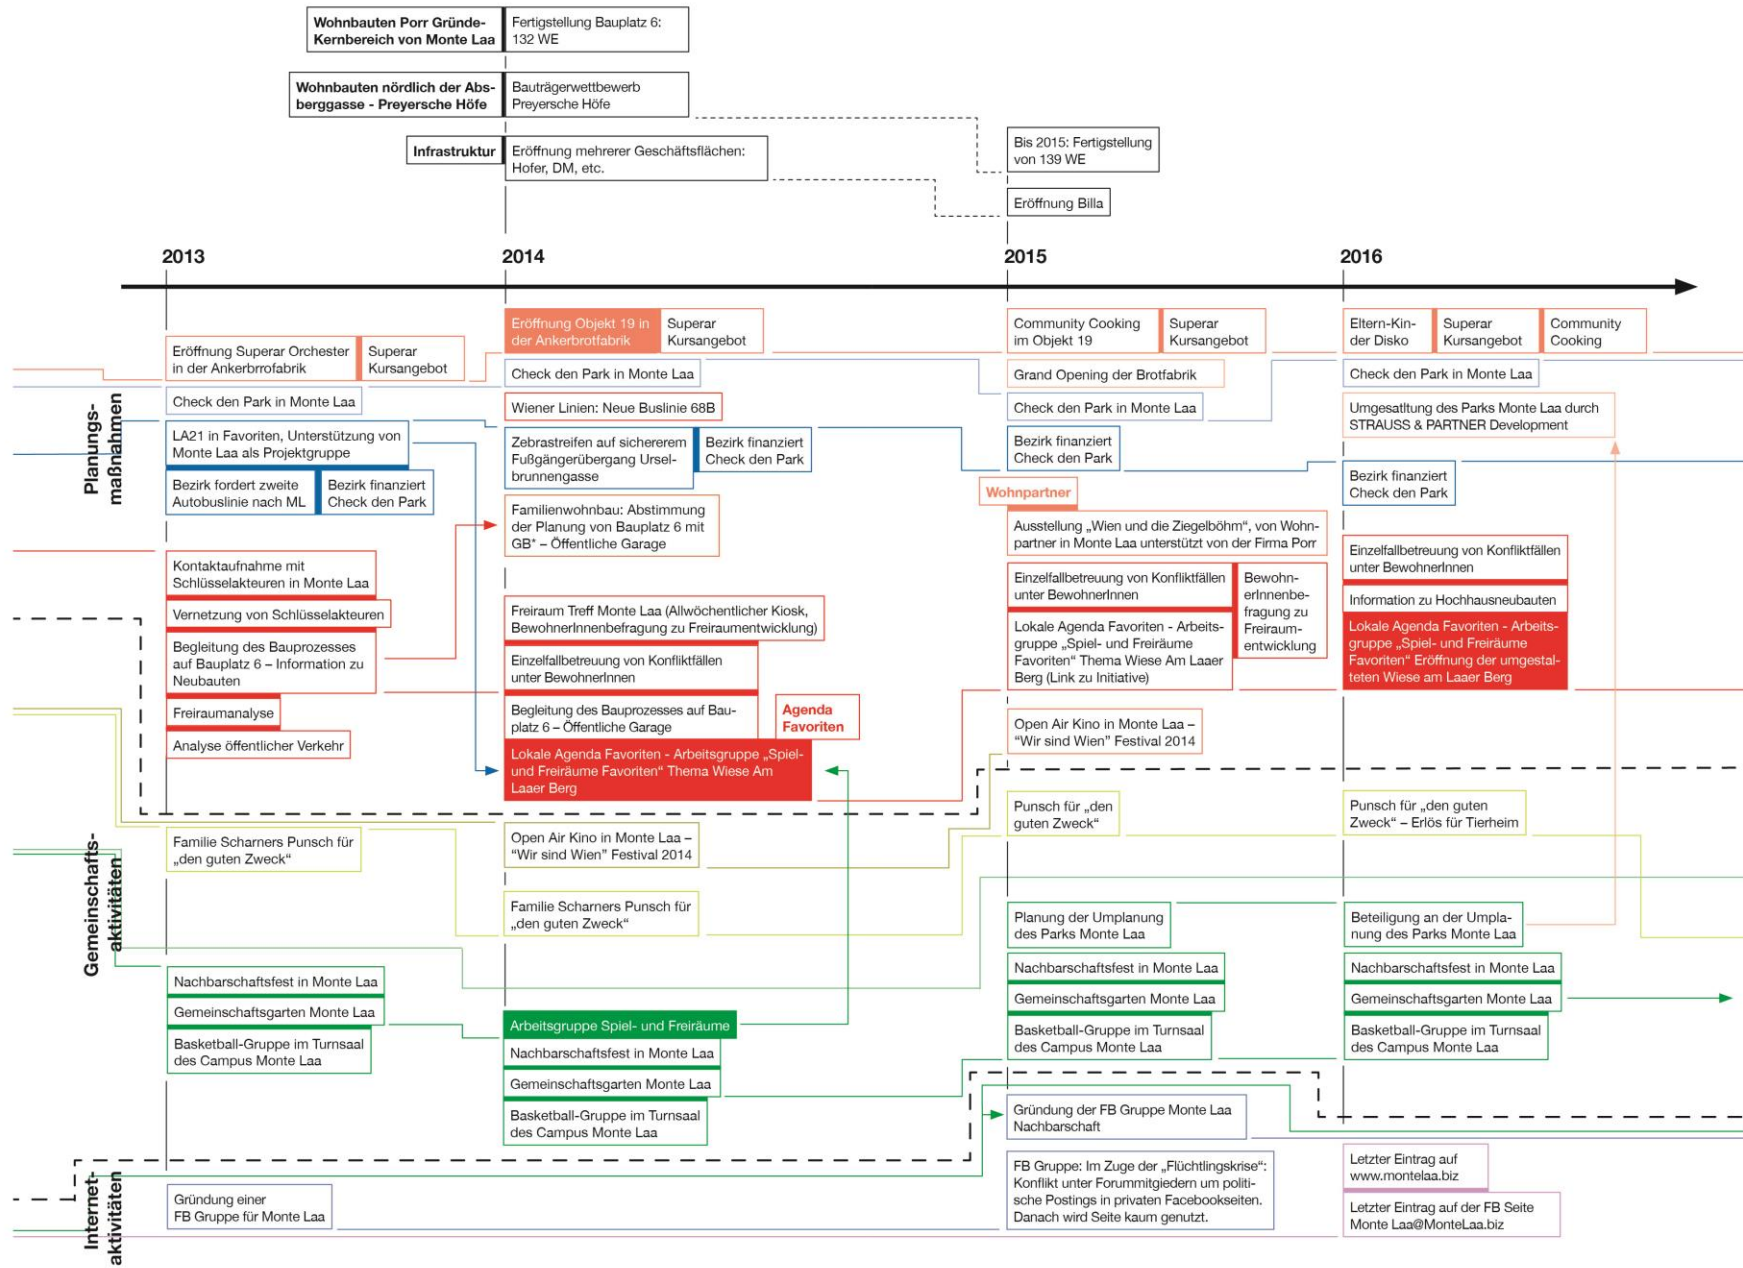 Wohnbauten Porr Gründe-
Kernbereich von Monte Laa
Fertigstellung Bauplatz 6:
132 WE
Wohnbauten nördlich der Abs-
berggasse - Preyersche Höfe
Bauträgerwettbewerb
Preyersche Höfe
Infrastruktur
Eröffnung mehrerer Geschäftsflächen:
Hofer, DM, etc.
Bis 2015: Fertigstellung
von 139 WE
Eröffnung Billa
2013
2014
2015
2016
Planungs-
maßnahmen
Eröffnung Superar Orchester
in der Ankerbrrofabrik
Superar
Kursangebot
Check den Park in Monte Laa
LA21 in Favoriten, Unterstützung von
Monte Laa als Projektgruppe
Bezirk fordert zweite
Autobuslinie nach ML
Bezirk finanziert
Check den Park
Kontaktaufnahme mit
Schlüsselakteuren in Monte Laa
Vernetzung von Schlüsselakteuren
Begleitung des Bauprozesses
auf Bauplatz 6 – Information zu
Neubauten
Freiraumanalyse
Analyse öffentlicher Verkehr
Eröffnung Objekt 19 in
der Ankerbrotfabrik
Superar
Kursangebot
Check den Park in Monte Laa
Wiener Linien: Neue Buslinie 68B
Zebrastreifen auf sichererem
Fußgängerübergang Ursel-
brunnengasse
Bezirk finanziert
Check den Park
Familienwohnbau: Abstimmung
der Planung von Bauplatz 6 mit
GB* – Öffentliche Garage
Freiraum Treff Monte Laa (Allwöchentlicher Kiosk,
BewohnerInnenbefragung zu Freiraumentwicklung)
Einzelfallbetreuung von Konfliktfällen
unter BewohnerInnen
Begleitung des Bauprozesses auf Bau-
platz 6 – Öffentliche Garage
Agenda
Favoriten
Lokale Agenda Favoriten - Arbeitsgruppe „Spiel-
und Freiräume Favoriten“ Thema Wiese Am
Laaer Berg
Community Cooking
im Objekt 19
Superar
Kursangebot
Grand Opening der Brotfabrik
Check den Park in Monte Laa
Bezirk finanziert
Check den Park
Wohnpartner
Ausstellung „Wien und die Ziegelböhm“, von Wohn-
partner in Monte Laa unterstützt von der Firma Porr
Einzelfallbetreuung von Konfliktfällen
unter BewohnerInnen
Lokale Agenda Favoriten - Arbeits-
gruppe „Spiel- und Freiräume
Favoriten“ Thema Wiese Am Laaer
Berg (Link zu Initiative)
Bewohn-
erInnenbe-
fragung zu
Freiraum-
entwicklung
Open Air Kino in Monte Laa –
“Wir sind Wien” Festival 2014
Eltern-Kin-
der Disko
Superar
Kursangebot
Community
Cooking
Check den Park in Monte Laa
Umgesatltung des Parks Monte Laa durch
STRAUSS & PARTNER Development
Bezirk finanziert
Check den Park
Einzelfallbetreuung von Konfliktfällen
unter BewohnerInnen
Information zu Hochhausneubauten
Lokale Agenda Favoriten - Arbeits-
gruppe „Spiel- und Freiräume
Favoriten“ Eröffnung der umgestal-
teten Wiese am Laaer Berg
Gemeinschafts-
aktivitäten
Familie Scharners Punsch für
„den guten Zweck“
Nachbarschaftsfest in Monte Laa
Gemeinschaftsgarten Monte Laa
Basketball-Gruppe im Turnsaal
des Campus Monte Laa
Open Air Kino in Monte Laa –
“Wir sind Wien” Festival 2014
Familie Scharners Punsch für
„den guten Zweck“
Arbeitsgruppe Spiel- und Freiräume
Nachbarschaftsfest in Monte Laa
Gemeinschaftsgarten Monte Laa
Basketball-Gruppe im Turnsaal
des Campus Monte Laa
Punsch für „den
guten Zweck“
Planung der Umplanung
des Parks Monte Laa
Nachbarschaftsfest in Monte Laa
Gemeinschaftsgarten Monte Laa
Basketball-Gruppe im Turnsaal
des Campus Monte Laa
Punsch für „den guten
Zweck“ – Erlös für Tierheim
Beteiligung an der Umpla-
nung des Parks Monte Laa
Nachbarschaftsfest in Monte Laa
Gemeinschaftsgarten Monte Laa
Basketball-Gruppe im Turnsaal
des Campus Monte Laa
Internet-
aktivitäten
Gründung einer
FB Gruppe für Monte Laa
Gründung der FB Gruppe Monte Laa
Nachbarschaft
FB Gruppe: Im Zuge der „Flüchtlingskrise“:
Konflikt unter Forummitgiedern um politi-
sche Postings in privaten Facebookseiten.
Danach wird Seite kaum genutzt.
Letzter Eintrag auf
www.montelaa.biz
Letzter Eintrag auf der FB Seite
Monte Laa@MonteLaa.biz